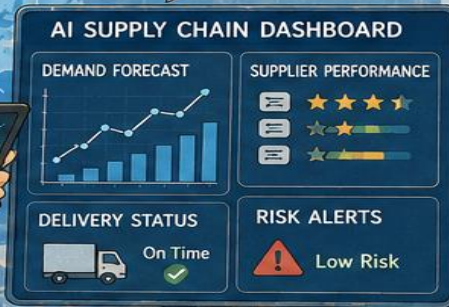 AI SUPPLY CHAIN DASHBOARD
DEMAND FORECAST
SUPPLIER PERFORMANCE
DELIVERY STATUS
On Time
RISK ALERTS
Low Risk